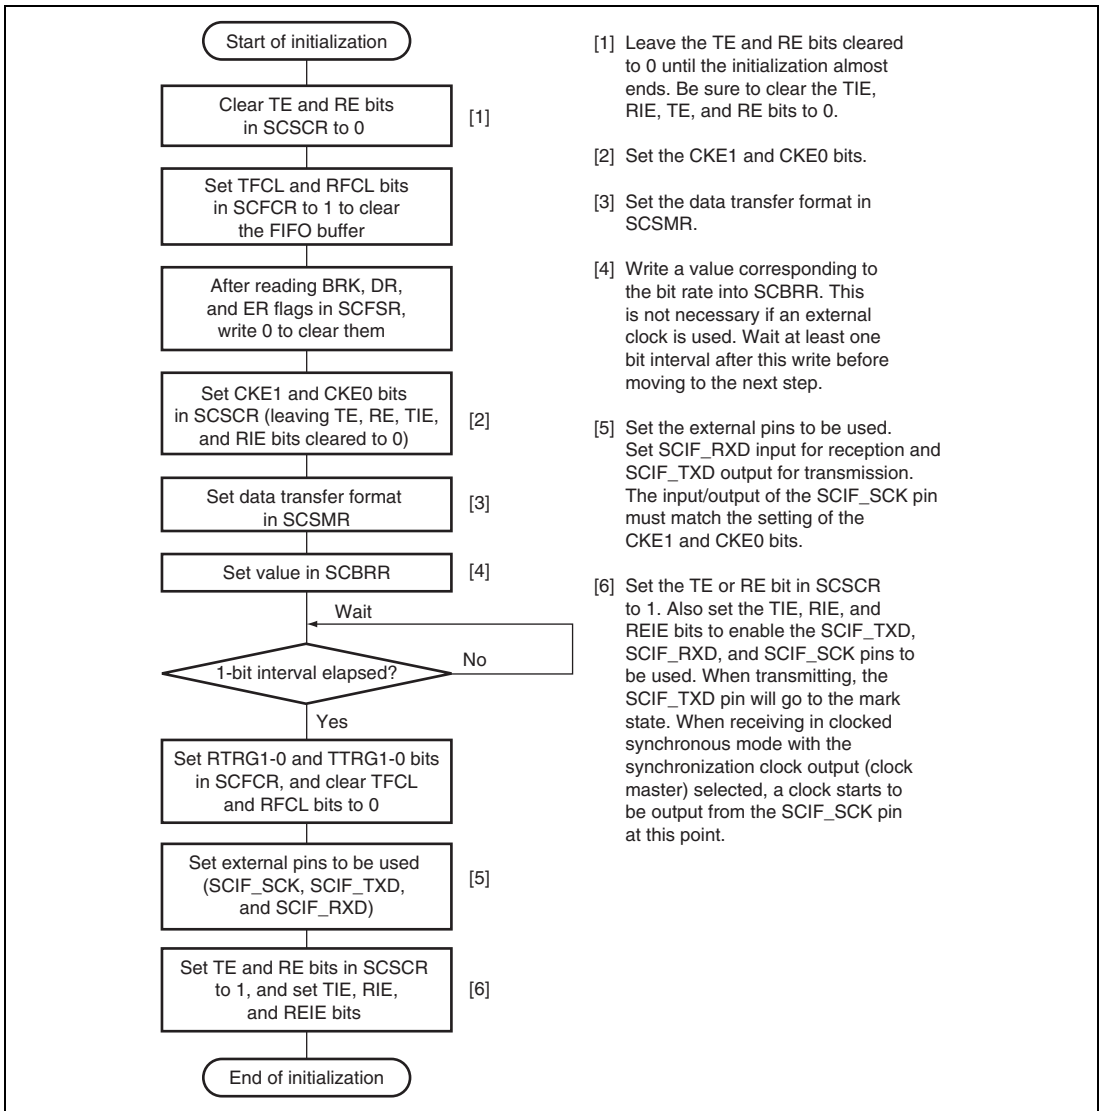 Start of initialization
Clear TE and RE bits
in SCSCR to 0
[1]
Set TFCL and RFCL bits
in SCFCR to 1 to clear
the FIFO buffer
After reading BRK, DR,
and ER flags in SCFSR,
write 0 to clear them
Set CKE1 and CKE0 bits
in SCSCR (leaving TE, RE, TIE,
and RIE bits cleared to 0)
[2]
Set data transfer format
in SCSMR
[3]
Set value in SCBRR
[4]
Wait
1-bit interval elapsed?
No
Yes
Set RTRG1-0 and TTRG1-0 bits
in SCFCR, and clear TFCL
and RFCL bits to 0
Set external pins to be used
(SCIF_SCK, SCIF_TXD,
and SCIF_RXD)
[5]
Set TE and RE bits in SCSCR
to 1, and set TIE, RIE,
and REIE bits
[6]
End of initialization
[1] Leave the TE and RE bits cleared
to 0 until the initialization almost
ends. Be sure to clear the TIE,
RIE, TE, and RE bits to 0.
[2] Set the CKE1 and CKE0 bits.
[3] Set the data transfer format in
SCSMR.
[4] Write a value corresponding to
the bit rate into SCBRR. This
is not necessary if an external
clock is used. Wait at least one
bit interval after this write before
moving to the next step.
[5] Set the external pins to be used.
Set SCIF_RXD input for reception and
SCIF_TXD output for transmission.
The input/output of the SCIF_SCK pin
must match the setting of the
CKE1 and CKE0 bits.
[6] Set the TE or RE bit in SCSCR
to 1. Also set the TIE, RIE, and
REIE bits to enable the SCIF_TXD,
SCIF_RXD, and SCIF_SCK pins to
be used. When transmitting, the
SCIF_TXD pin will go to the mark
state. When receiving in clocked
synchronous mode with the
synchronization clock output (clock
master) selected, a clock starts to
be output from the SCIF_SCK pin
at this point.